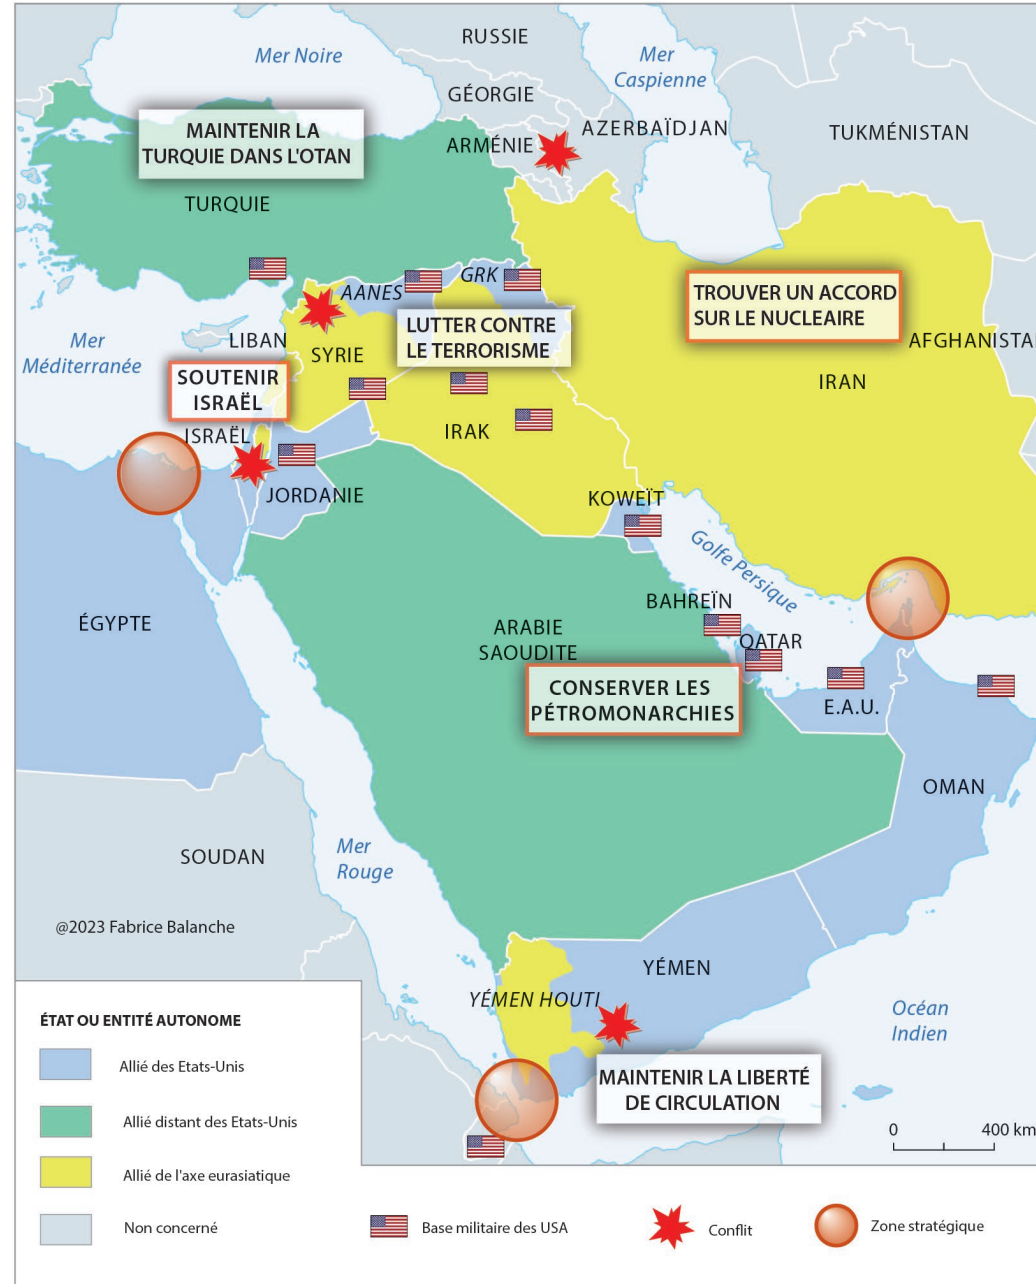 RUSSIE
Mer Noire
Mer
Caspienne
GÉORGIE
MAINTENIR LA
TURQUIE DANS L'OTAN
ARMÉNIE
AZERBAÏDJAN
TUKMÉNISTAN
TURQUIE
AANES
GRK
TROUVER UN ACCORD
SUR LE NUCLEAIRE
LUTTER CONTRE
LE TERRORISME
Mer
Méditerranée
LIBAN
SYRIE
AFGHANISTA
IRAN
SOUTENIR
ISRAËL
ISRAËL
IRAK
JORDANIE
KOWEÏT
Golfe Persique
ÉGYPTE
BAHREÏN
ARABIE
SAOUDITE
QATAR
CONSERVER LES
PÉTROMONARCHIES
E.A.U.
OMAN
SOUDAN
Mer
Rouge
@2023 Fabrice Balanche
YÉMEN
YÉMEN HOUTI
Océan
Indien
MAINTENIR LA LIBERTÉ
DE CIRCULATION
0 400 km
ÉTAT OU ENTITÉ AUTONOME
Allié des Etats-Unis
Allié distant des Etats-Unis
Allié de l'axe eurasiatique
Non concerné
Base militaire des USA
Conflit
Zone stratégique